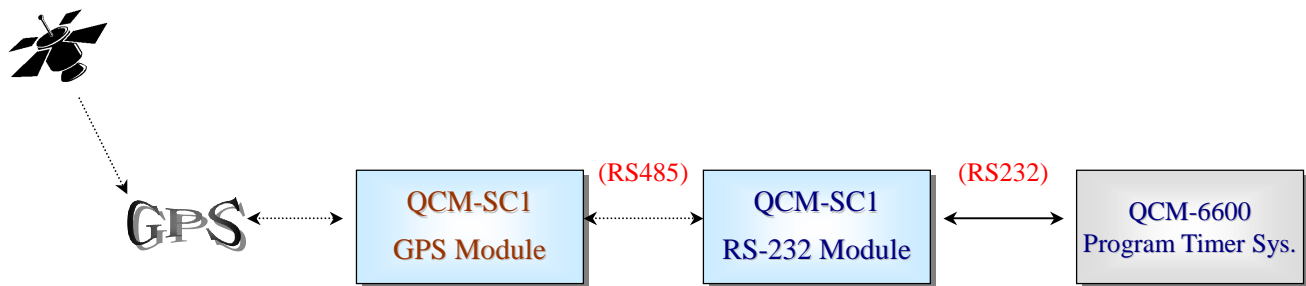 (RS485)
(RS232)
GPS
QCM-SC1
GPS Module
QCM-SC1
RS-232 Module
QCM-6600
Program Timer Sys.